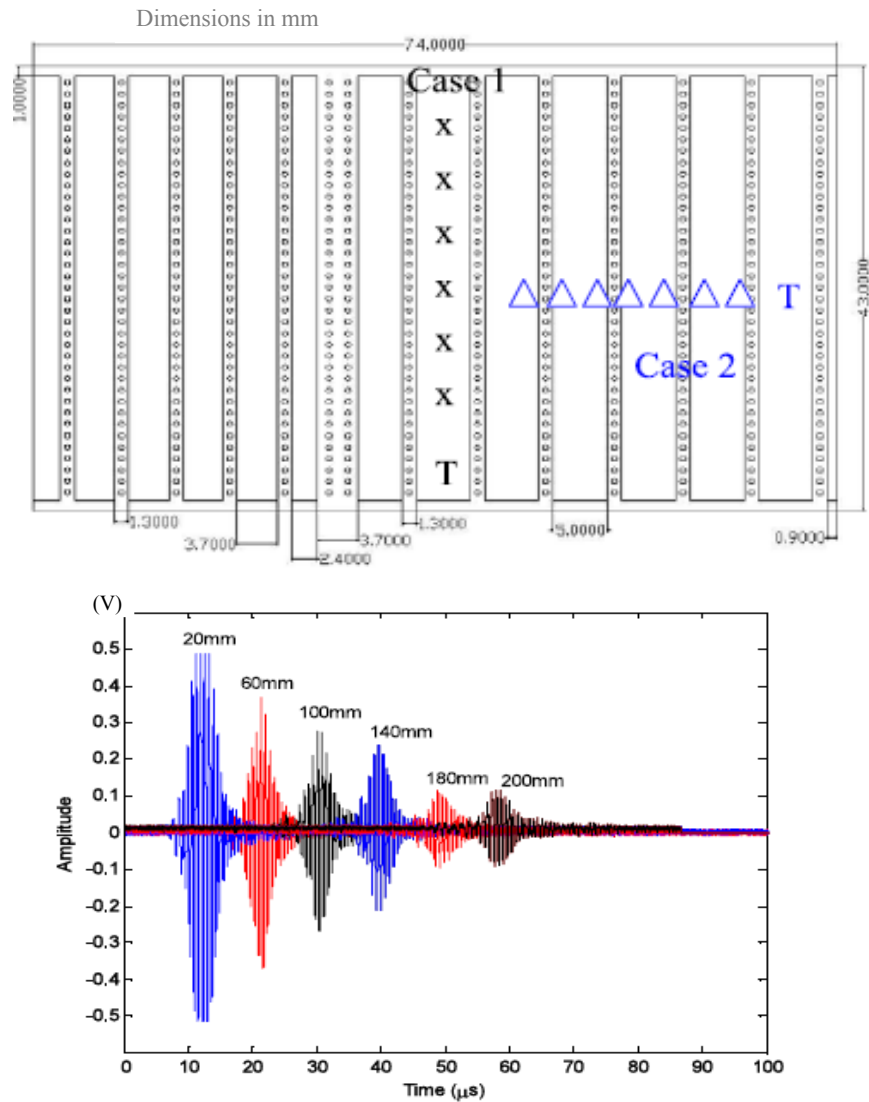 Dimensions in mm
74.0000
Case 1
1.0000
x
x
x
x
x
x
T
T
Case 2
43.0000
1.3000
3.7000
2.4000
3.7000
1.3000
5.0000
0.9000
(V)
0.5
0.4
0.3
0.2
0.1
0
-0.1
-0.2
-0.3
-0.4
-0.5
Amplitude
20mm
60mm
100mm
140mm
180mm 200mm
0 10 20 30 40 50 60 70 80 90 100
Time (μs)